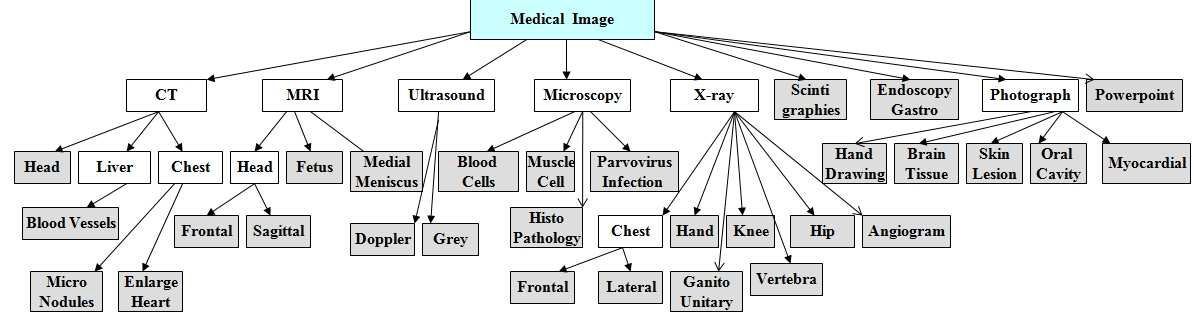 Medical Image
CT
MRI
Ultrasound
Microscopy
X-ray
Scinti
graphies
Endoscopy
Gastro
Photograph
Powerpoint
Head
Liver
Chest
Head
Fetus
Medial
Meniscus
Blood
Cells
Muscle
Cell
Parvovirus
Infection
Hand
Drawing
Brain
Tissue
Skin
Lesion
Oral
Cavity
Myocardial
Blood Vessels
Frontal
Sagittal
Doppler
Grey
Histo
Pathology
Chest
Hand
Knee
Hip
Angiogram
Micro
Nodules
Enlarge
Heart
Frontal
Lateral
Ganito
Unitary
Vertebra